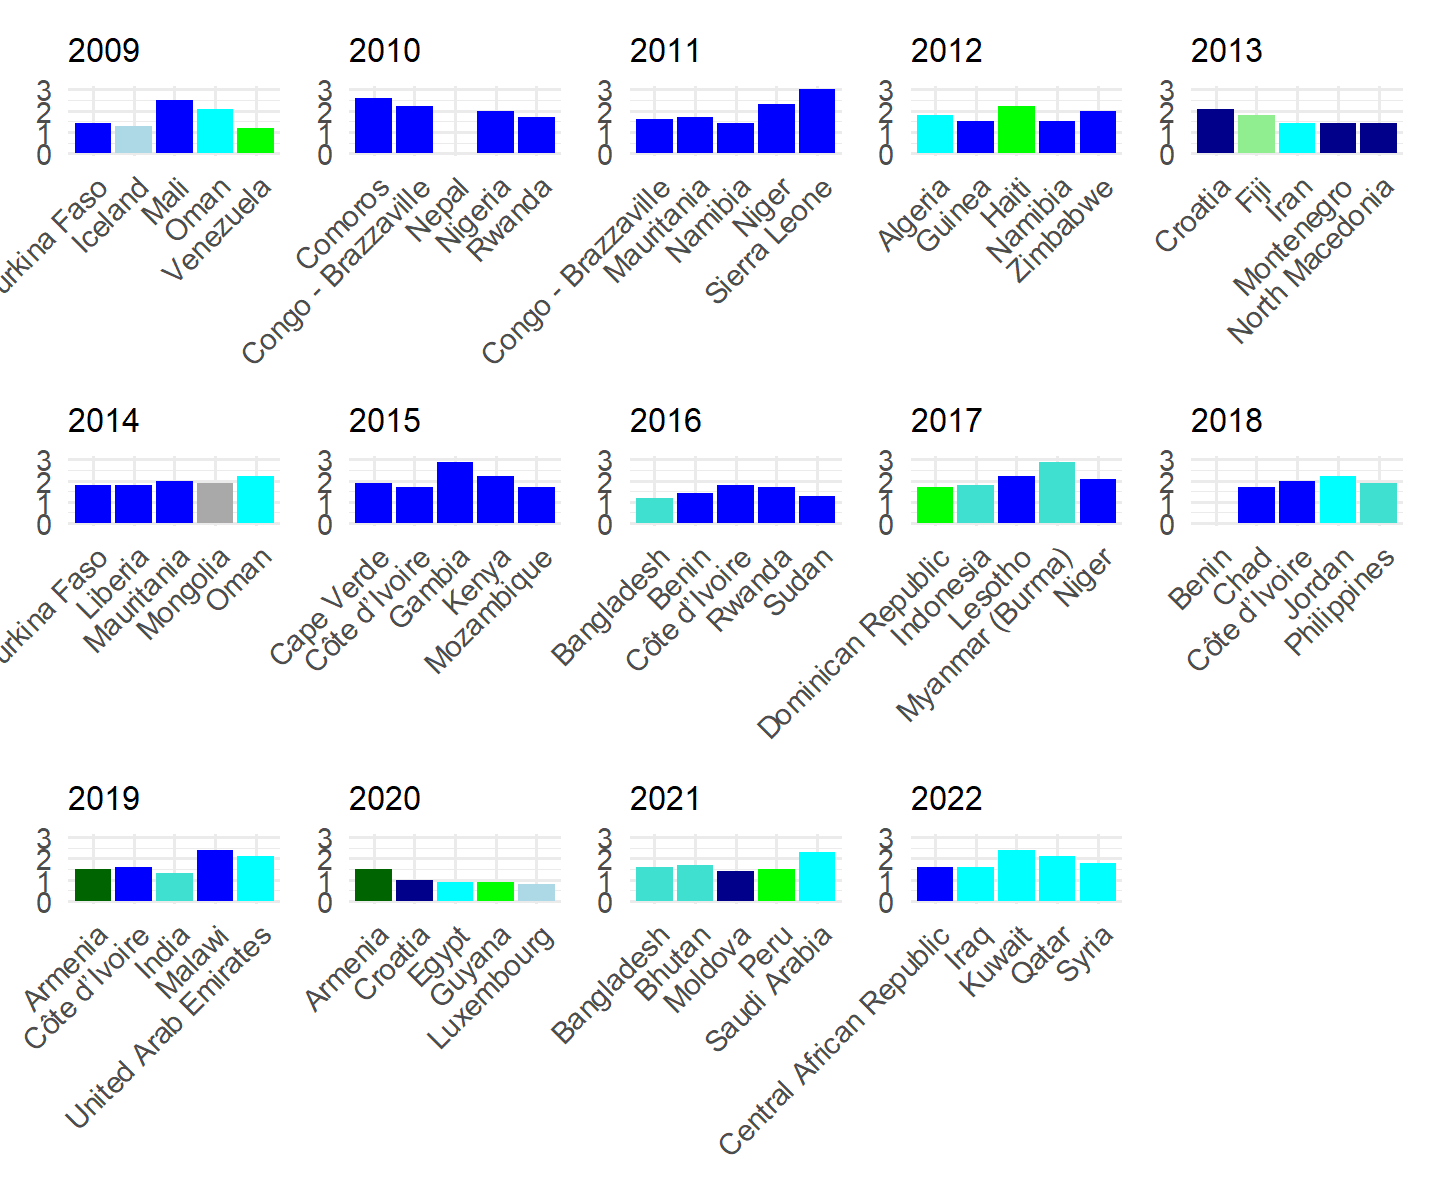 2009 2010 2011 2012 2013
3 3 3 3 3
2 2 2 2 2
1 1 1 1 1
0 0 0 0 0
urkina Faso Iceland Mali Oman Venezuela Comoros Congo - Brazzaville Nepal Nigeria Rwanda Congo - Brazzaville Mauritania Namibia Niger Sierra Leone Algeria Guinea Haiti Namibia Zimbabwe Croatia Fiji Iran Montenegro North Macedonia
2014 2015 2016 2017 2018
3 3 3 3 3
2 2 2 2 2
1 1 1 1 1
0 0 0 0 0
urkina Faso Liberia Mauritania Mongolia Oman Cape Verde Côte d’Ivoire Gambia Kenya Mozambique Bangladesh Benin Côte d’Ivoire Rwanda Sudan Dominican Republic Indonesia Lesotho Myanmar (Burma) Niger Benin Chad Côte d’Ivoire Jordan Philippines
2019 2020 2021 2022
3 3 3 3
2 2 2 2
1 1 1 1
0 0 0 0
Armenia Côte d’Ivoire India Malawi United Arab Emirates Armenia Croatia Egypt Guyana Luxembourg Bangladesh Bhutan Moldova Peru Saudi Arabia Central African Republic Iraq Kuwait Qatar Syria